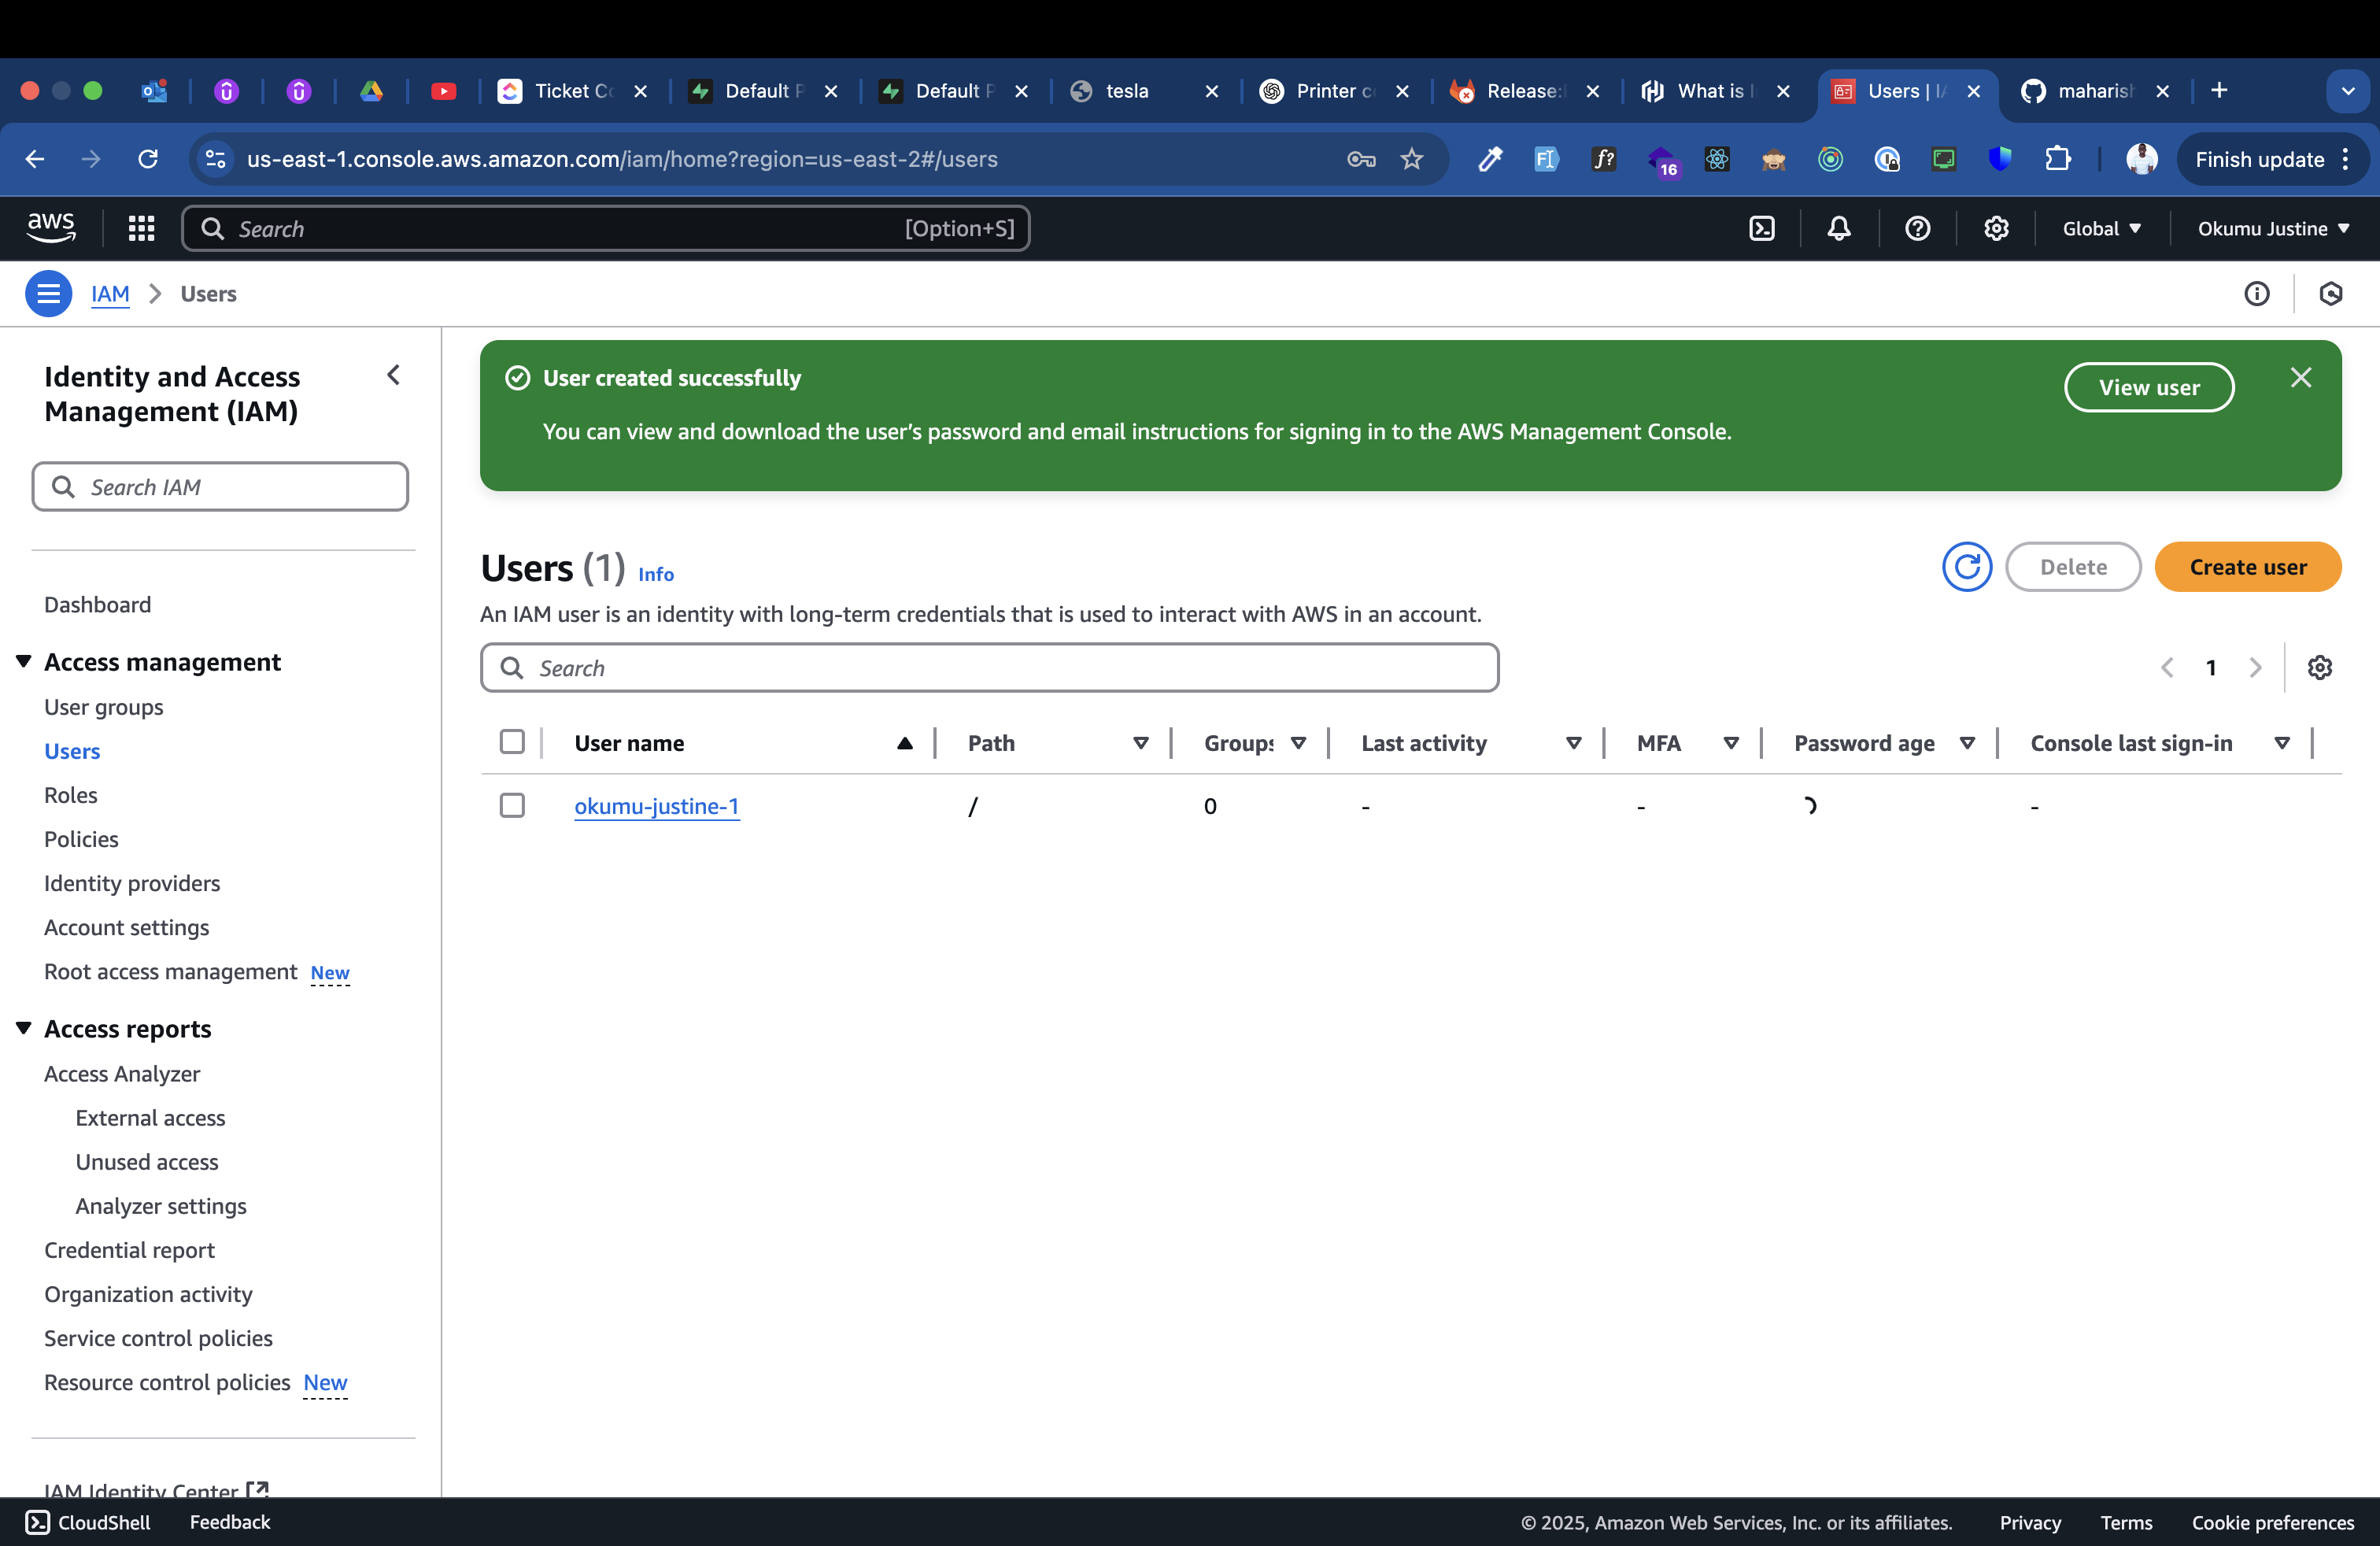 Ticket Co
Default P
Default P
tesla
Printer c
Release:
What is I
Users | IA
maharish
us-east-1.console.aws.amazon.com/iam/home?region=us-east-2#/users
16
Finish update
aws
Search
[Option+S]
Global
Okumu Justine
IAM
Users
Identity and Access
Management (IAM)
Search IAM
Dashboard
Access management
User groups
Users
Roles
Policies
Identity providers
Account settings
Root access management New
Access reports
Access Analyzer
External access
Unused access
Analyzer settings
Credential report
Organization activity
Service control policies
Resource control policies New
IAM Identity Center
User created successfully
You can view and download the user’s password and email instructions for signing in to the AWS Management Console.
View user
Users (1) Info
Delete
Create user
An IAM user is an identity with long-term credentials that is used to interact with AWS in an account.
Search
1
User name Path Groups Last activity MFA Password age Console last sign-in
okumu-justine-1 / 0 - - -
CloudShell
Feedback
© 2025, Amazon Web Services, Inc. or its affiliates.
Privacy
Terms
Cookie preferences